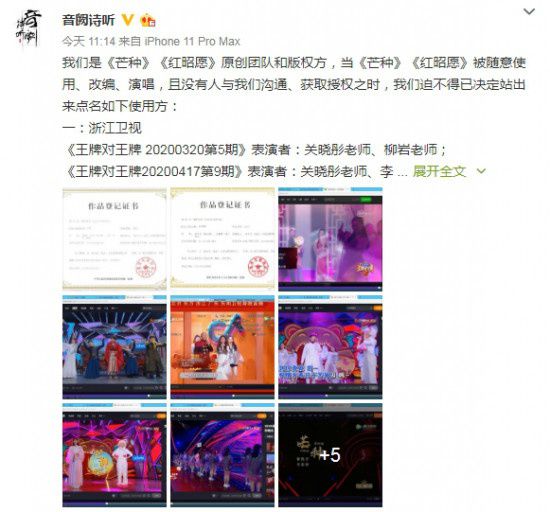 音阙诗听
今天 11:14 来自 iPhone 11 Pro Max
我们是《芒种》《红昭愿》原创团队和版权方，当《芒种》《红昭愿》被随意使
用、改编、演唱，且没有人与我们沟通、获取授权之时，我们迫不得已决定站出
来点名如下使用方：
一：浙江卫视
《王牌对王牌 20200320第5期》表演者：关晓彤老师、柳岩老师；
《王牌对王牌20200417第9期》表演者：关晓彤老师、李 ... 展开全文
作品登记证书
作品登记证书
芒种
+5